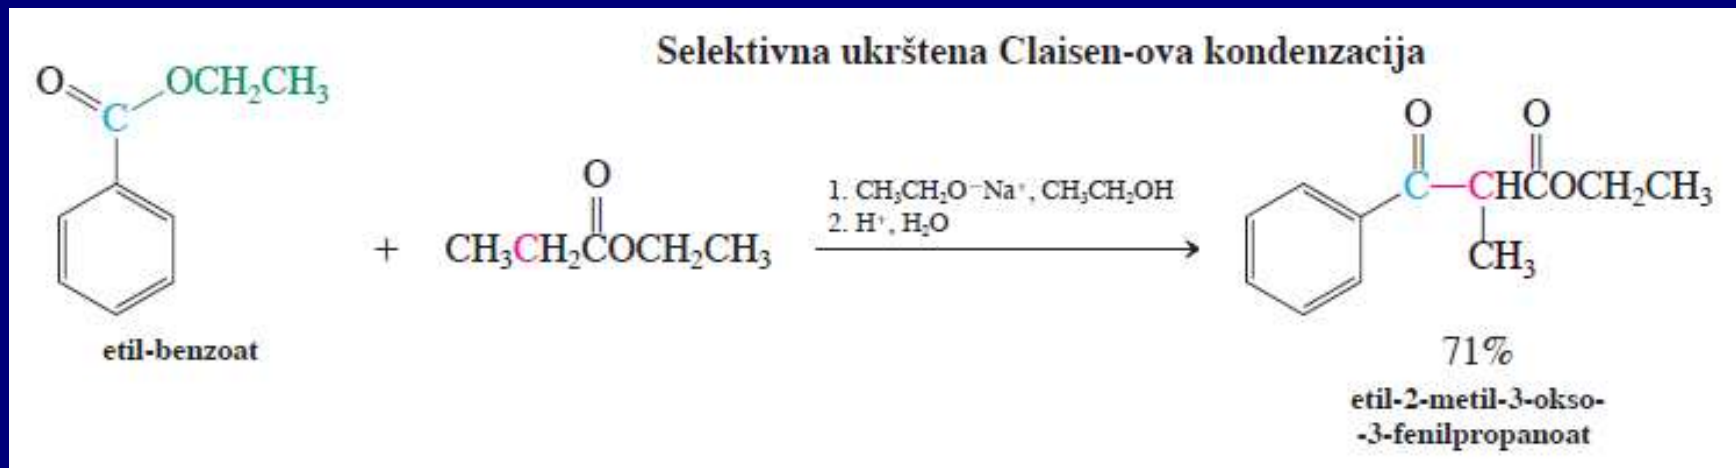 Selektivna ukrštena Claisen-ova kondenzacija
O
OCH₂CH₃
C
etil-benzoat
+
O
CH₃CH₂COCH₂CH₃
1. CH₃CH₂O⁻Na⁺, CH₃CH₂OH
2. H⁺, H₂O
O O
C—CHCOCH₂CH₃
CH₃
71%
etil-2-metil-3-okso-
-3-fenilpropanoat